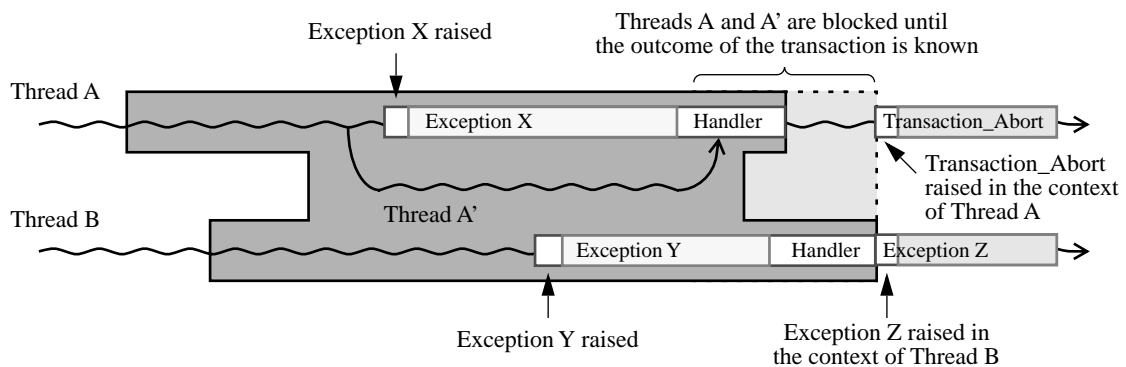 Exception X raised
Threads A and A’ are blocked until
the outcome of the transaction is known
Thread A
Exception X
Handler
Transaction_Abort
Transaction_Abort
raised in the context
of Thread A
Thread A’
Thread B
Exception Y
Handler
Exception Z
Exception Y raised
Exception Z raised in
the context of Thread B